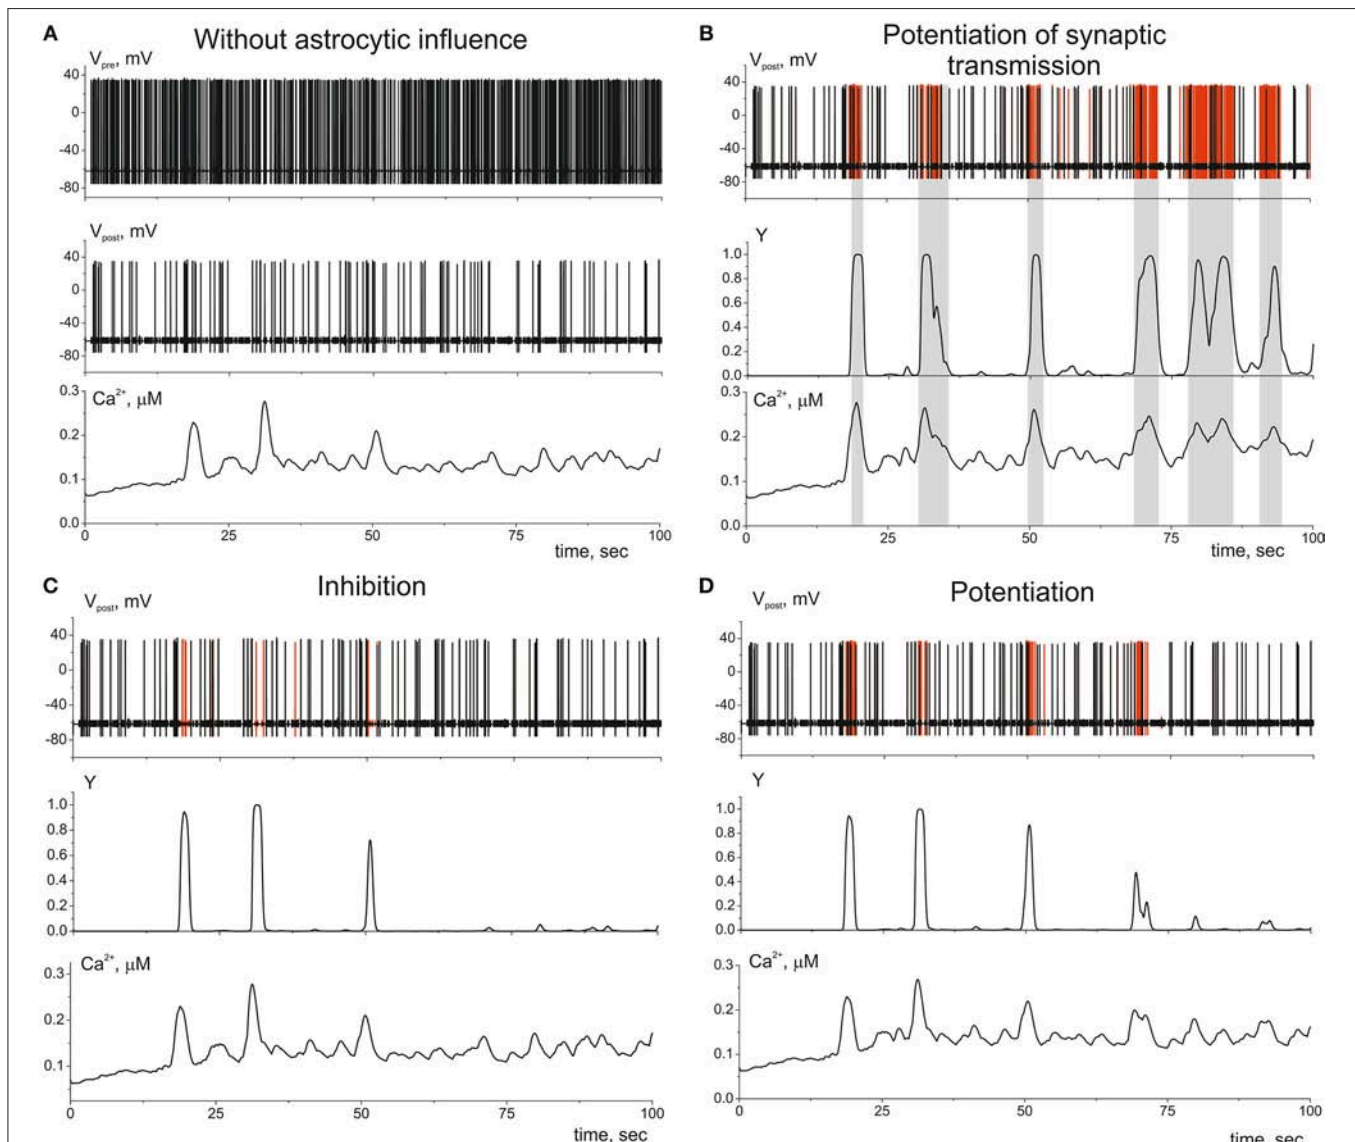 A
Without astrocytic influence
Vpre, mV
40
0
-40
-80
Vpost, mV
40
0
-40
-80
Ca2+, μM
0.3
0.2
0.1
0.0
0 25 50 75 100
time, sec
B
Potentiation of synaptic
transmission
Vpost, mV
40
0
-40
-80
Y
1.0
0.8
0.6
0.4
0.2
0.0
Ca2+, μM
0.3
0.2
0.1
0.0
0 25 50 75 100
time, sec
C
Inhibition
Vpost, mV
40
0
-40
-80
Y
1.0
0.8
0.6
0.4
0.2
0.0
Ca2+, μM
0.3
0.2
0.1
0 25 50 75 100
time, sec
D
Potentiation
Vpost, mV
40
0
-40
-80
Y
1.0
0.8
0.6
0.4
0.2
0.0
Ca2+, μM
0.3
0.2
0.1
0.0
0 25 50 75 100
time, sec